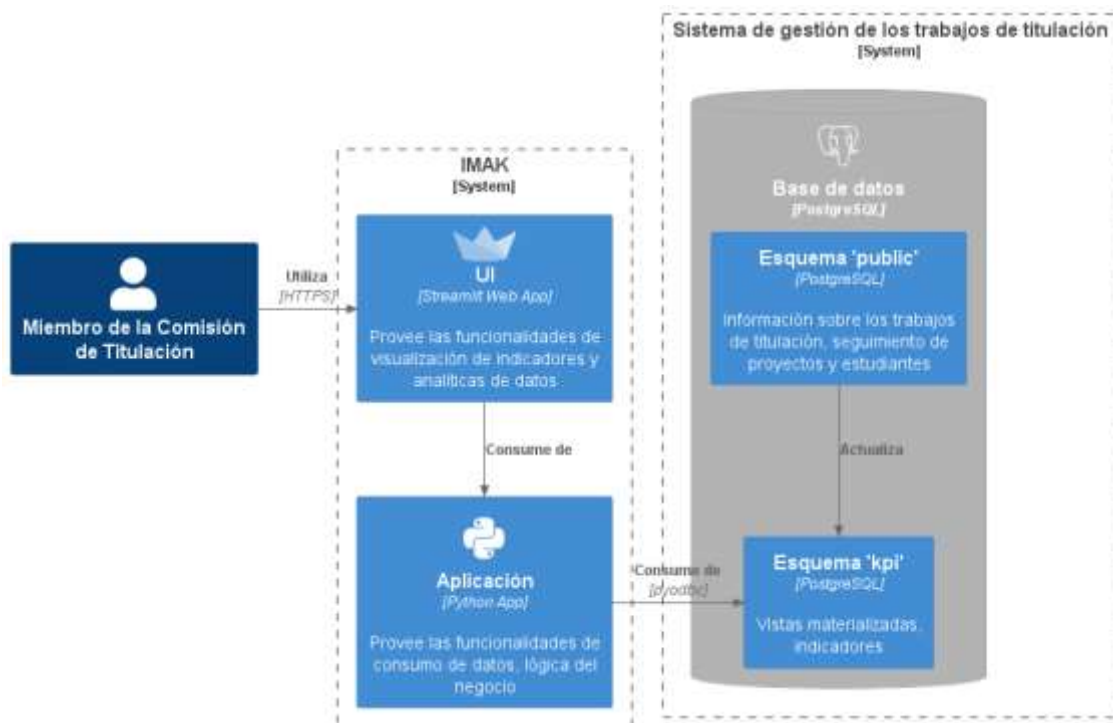 Sistema de gestión de los trabajos de titulación
[System]
Base de datos
[PostgreSQL]
Esquema 'public'
[PostgreSQL]
Información sobre los trabajos
de titulación, seguimiento de
proyectos y estudiantes
IMAK
[System]
UI
[Streamlit Web App]
Provee las funcionalidades de
visualización de indicadores y
analíticas de datos
Utiliza
[HTTPS]
Miembro de la Comisión
de Titulación
Consume de
Actualiza
Aplicación
[Python App]
Provee las funcionalidades de
consumo de datos, lógica del
negocio
Consume de
[pyodbc]
Esquema 'kpi'
[PostgreSQL]
Vistas materializadas,
indicadores